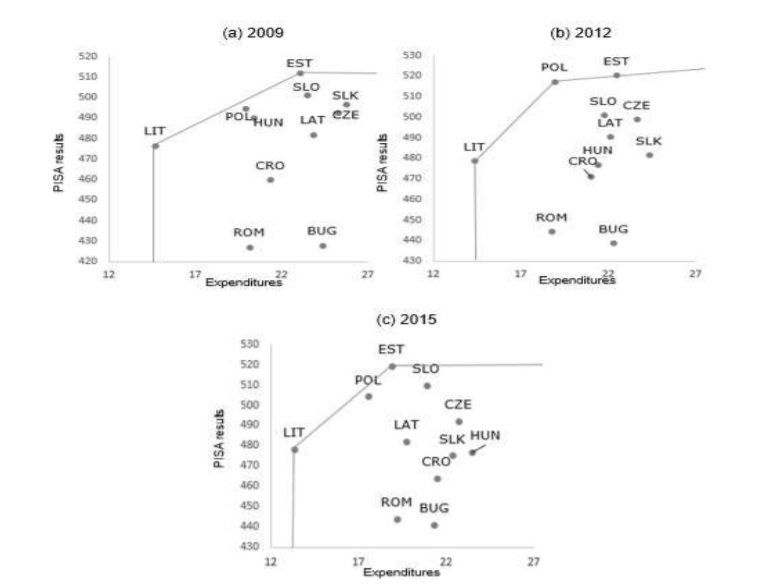 (a) 2009
520
510
500
490
480
470
460
450
440
430
420
PISA results
EST
SLO
SLK
POL
HUN
CZE
LAT
LIT
CRO
ROM
BUG
12
17
22
27
Expenditures
(b) 2012
530
520
510
500
490
480
470
460
450
440
430
PISA results
POL
EST
SLO
CZE
LAT
SLK
LIT
HUN
CRO
ROM
BUG
12
17
22
27
Expenditures
(c) 2015
530
520
510
500
490
480
470
460
450
440
430
PISA results
EST
POL
SLO
CZE
LIT
LAT
SLK
HUN
CRO
ROM
BUG
12
17
22
27
Expenditures